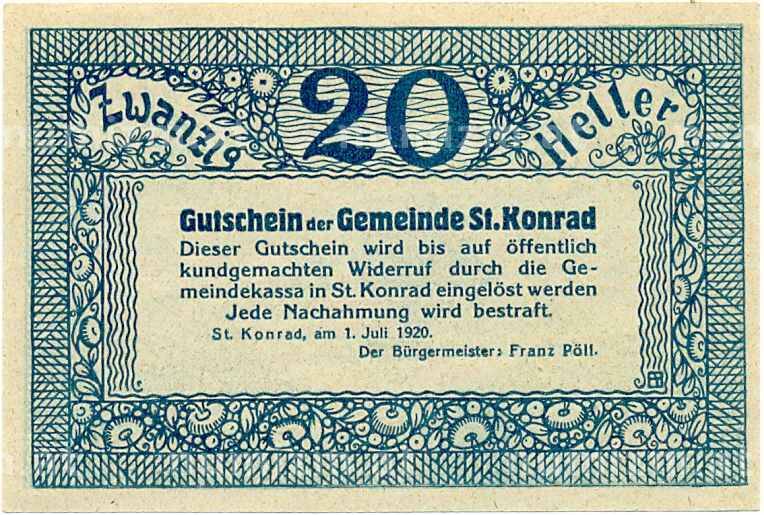 Zwanzig 20 Heller
Gutschein der Gemeinde St. Konrad
Dieser Gutschein wird bis auf öffentlich
kundgemachten Widerruf durch die Ge-
meindekassa in St. Konrad eingelöst werden
Jede Nachahmung wird bestraft.
St. Konrad, am 1. Juli 1920.
Der Bürgermeister: Franz Pöll.